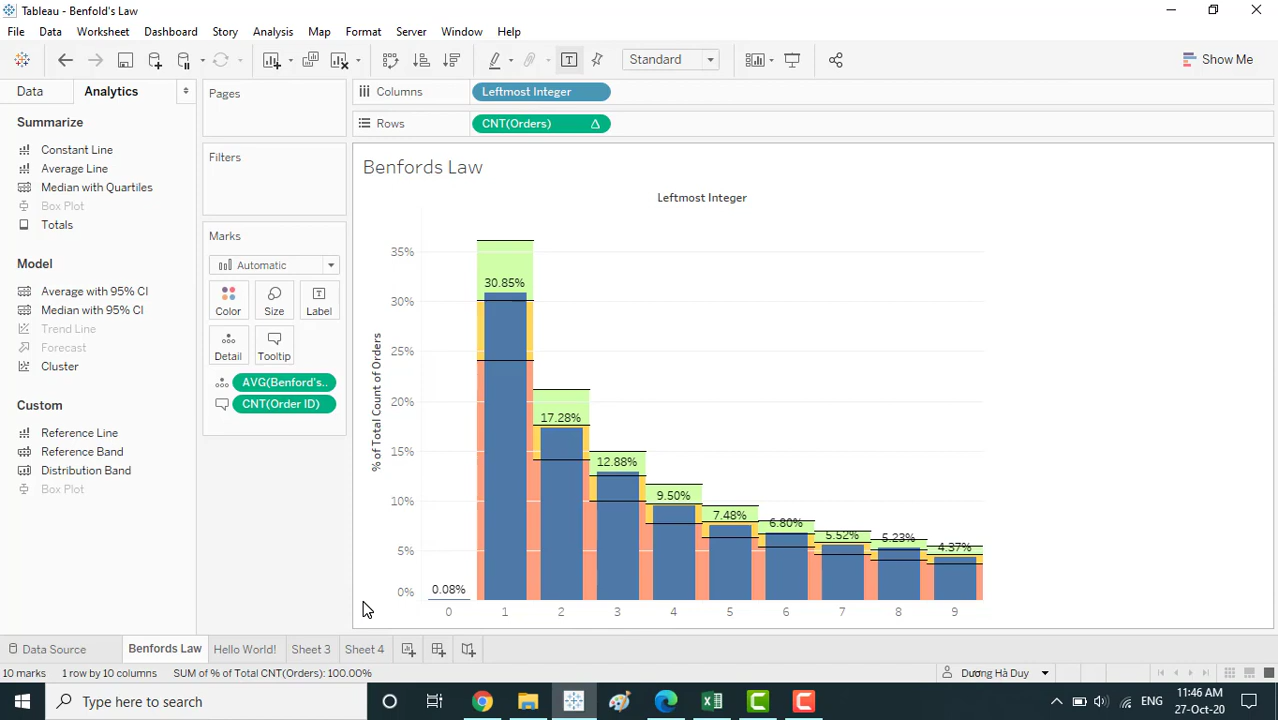 Tableau - Benfold's Law
File Data Worksheet Dashboard Story Analysis Map Format Server Window Help
Standard
Show Me
Data Analytics
Summarize
Constant Line
Average Line
Median with Quartiles
Box Plot
Totals
Model
Average with 95% CI
Median with 95% CI
Trend Line
Forecast
Cluster
Custom
Reference Line
Reference Band
Distribution Band
Box Plot
Pages
Filters
Marks
Automatic
Color Size Label
Detail Tooltip
AVG(Benford's..
CNT(Order ID)
Columns Leftmost Integer
Rows CNT(Orders) Δ
Benfords Law
Leftmost Integer
% of Total Count of Orders
35%
30%
25%
20%
15%
10%
5%
0%
0.08%
30.85%
17.28%
12.88%
9.50%
7.48%
6.80%
5.52%
5.23%
4.37%
0 1 2 3 4 5 6 7 8 9
Data Source Benfords Law Hello World! Sheet 3 Sheet 4
10 marks 1 row by 10 columns SUM of % of Total CNT(Orders): 100.00%
Dương Hà Duy
Type here to search
ENG
11:46 AM
27-Oct-20